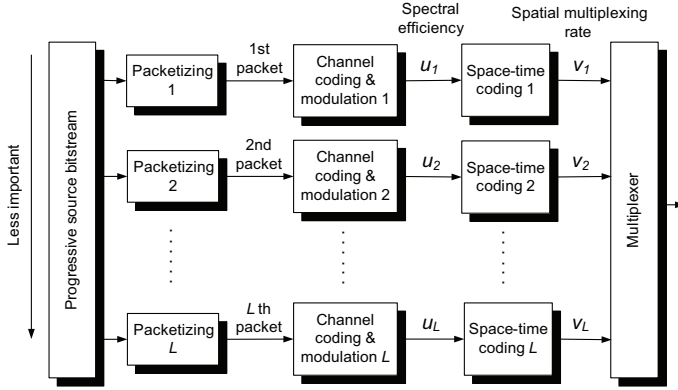 Spectral
efficiency
Spatial multiplexing
rate
Less important
Progressive source bitstream
Packetizing
1
1st
packet
Channel
coding &
modulation 1
u1
Space-time
coding 1
v1
Packetizing
2
2nd
packet
Channel
coding &
modulation 2
u2
Space-time
coding 2
v2
Packetizing
L
L th
packet
Channel
coding &
modulation L
uL
Space-time
coding L
vL
Multiplexer